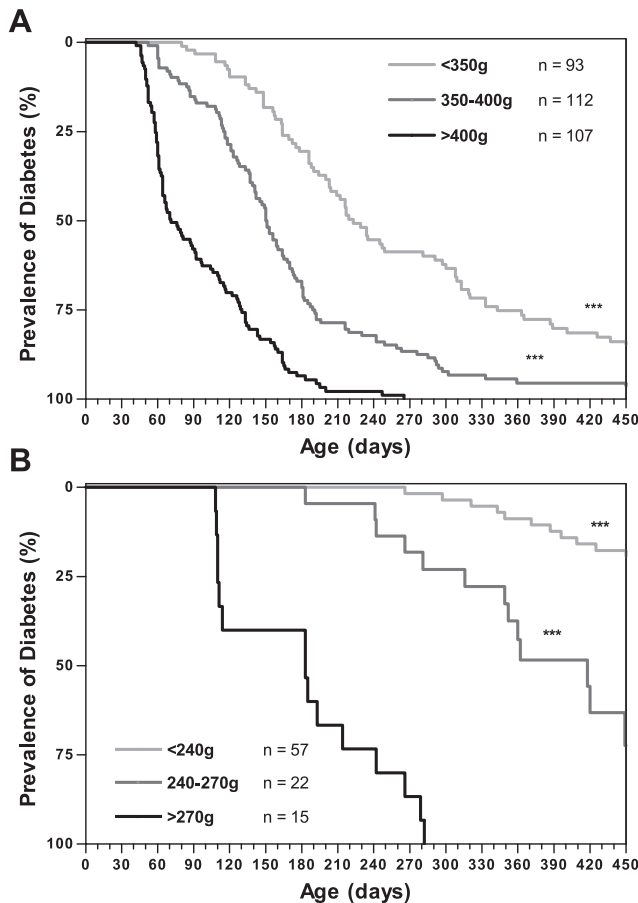 A
Prevalence of Diabetes (%)
0
25
50
75
100
<350g n = 93
350-400g n = 112
>400g n = 107
***
***
0 30 60 90 120 150 180 210 240 270 300 330 360 390 420 450
Age (days)
B
Prevalence of Diabetes (%)
0
25
50
75
100
***
***
<240g n = 57
240-270g n = 22
>270g n = 15
0 30 60 90 120 150 180 210 240 270 300 330 360 390 420 450
Age (days)